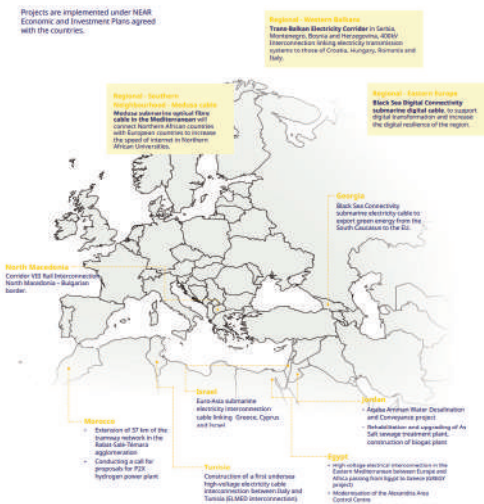 Projects are implemented under NEAR
Economic and Investment Plans agreed
with the countries.
Regional - Western Balkans
Trans-Balkan Electricity Corridor in Serbia,
Montenegro, Bosnia and Herzegovina, 400kV
Interconnection linking electricity transmission
systems to those of Croatia, Hungary, Romania
and Italy.
Regional - Southern
Neighbourhood - Medusa cable
Medusa submarine optical fibre
cable in the Mediterranean will
connect Northern African countries
with European countries to increase
the speed of internet in Northern
African Universities.
Regional - Eastern Europe
Black Sea Digital Connectivity
submarine digital cable, to support
digital transformation and increase
the digital resilience of the region.
Georgia
Black Sea Connectivity
submarine electricity cable to
export green energy from the
South Caucasus to the EU.
North Macedonia
Corridor VIII Rail Interconnection
North Macedonia – Bulgarian
border.
Israel
Euro-Asia submarine
electricity interconnection
cable linking Greece, Cyprus
and Israel
Jordan
- Aqaba Amman Water Desalination
and Conveyance project
- Rehabilitation and upgrading of As
Salt sewage treatment plant,
construction of biogas plant
Morocco
• Extension of 37 km of the
tramway network in the
Rabat-Salé-Témara
agglomeration
• Conducting a call for
proposals for P2X
hydrogen power plant
Tunisia
Construction of a first undersea
high-voltage electricity cable
interconnection between Italy and
Tunisia (ELMED interconnection)
Egypt
• High-voltage electrical interconnection in the
Eastern Mediterranean between Europe and
Africa passing from Egypt to Greece (GREGY
project)
• Modernisation of the Alexandria Area
Control Centre